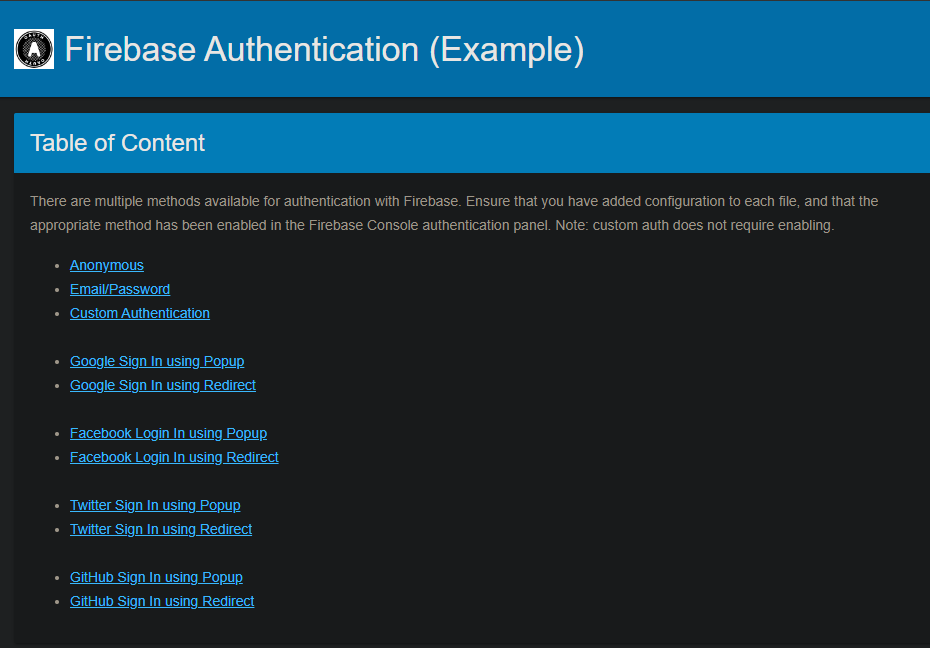 Firebase Authentication (Example)
Table of Content
There are multiple methods available for authentication with Firebase. Ensure that you have added configuration to each file, and that the
appropriate method has been enabled in the Firebase Console authentication panel. Note: custom auth does not require enabling.
Anonymous
Email/Password
Custom Authentication
Google Sign In using Popup
Google Sign In using Redirect
Facebook Login In using Popup
Facebook Login In using Redirect
Twitter Sign In using Popup
Twitter Sign In using Redirect
GitHub Sign In using Popup
GitHub Sign In using Redirect